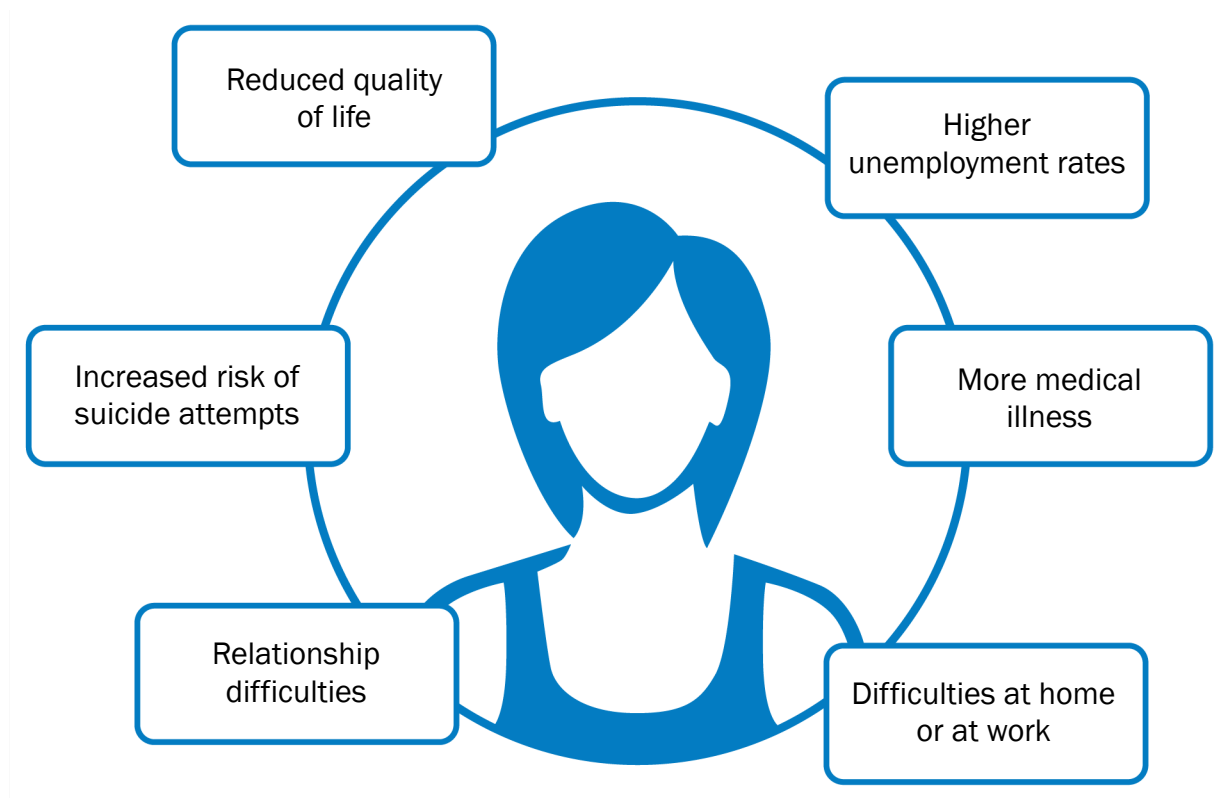 Reduced quality
of life
Higher
unemployment rates
Increased risk of
suicide attempts
More medical
illness
Relationship
difficulties
Difficulties at home
or at work